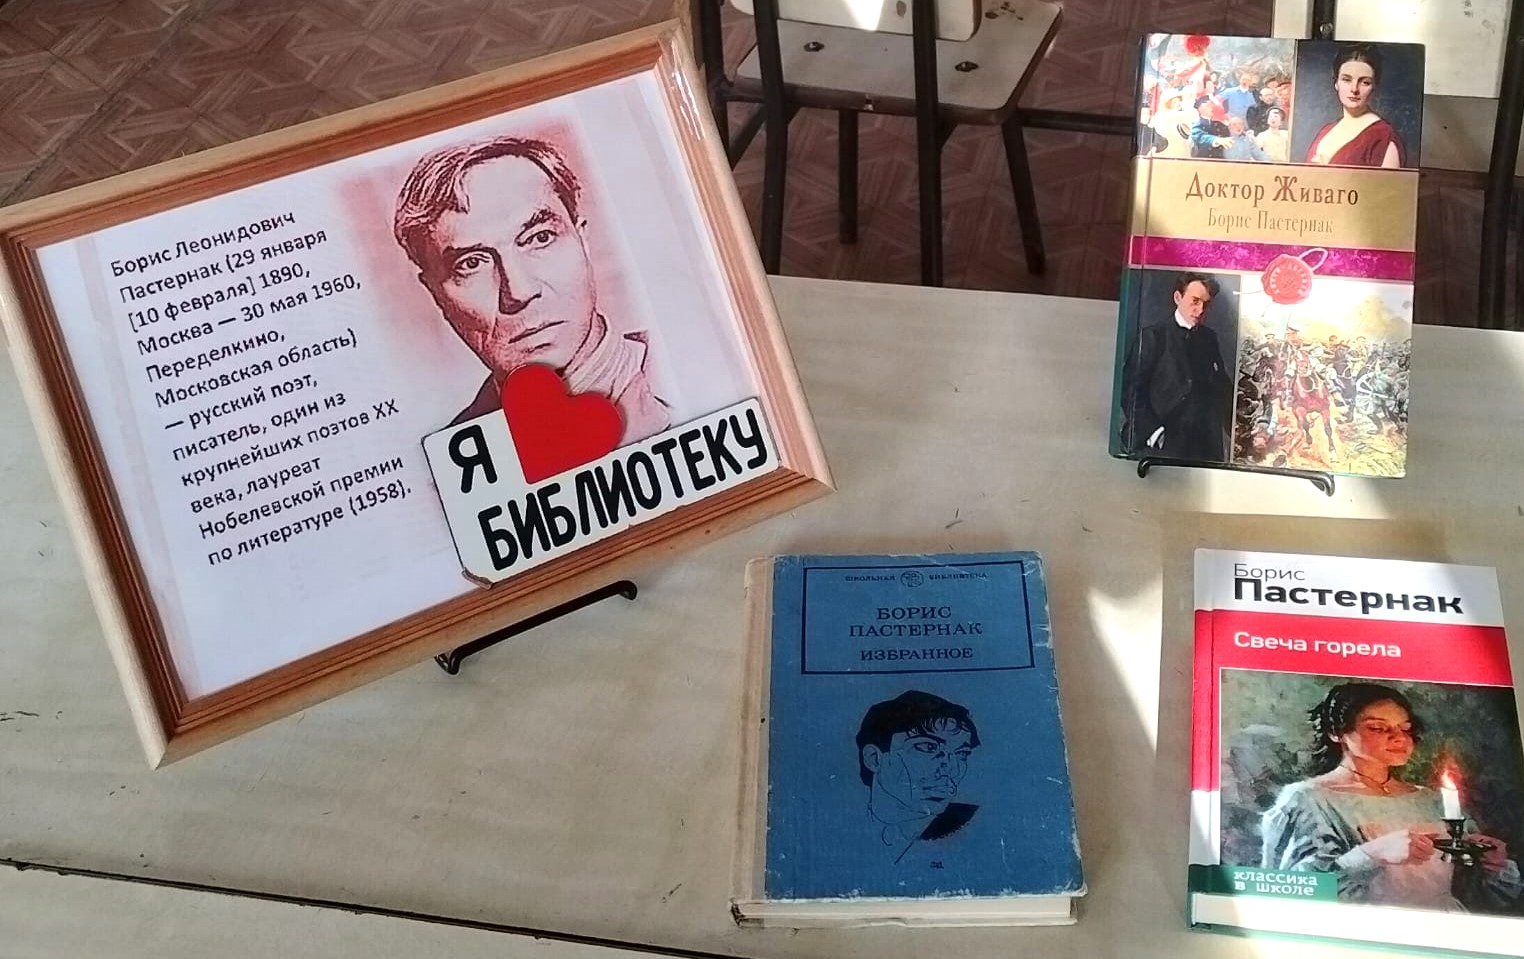 Борис Леонидович
Пастернак (29 января
[10 февраля] 1890,
Москва — 30 мая 1960,
Переделкино,
Московская область)
— русский поэт,
писатель, один из
крупнейших поэтов XX
века, лауреат
Нобелевской премии
по литературе (1958).
Я
БИБЛИОТЕКУ
Доктор Живаго
Борис Пастернак
ШКОЛЬНАЯ БИБЛИОТЕКА
БОРИС
ПАСТЕРНАК
ИЗБРАННОЕ
Борис
Пастернак
Свеча горела
классика
в школе